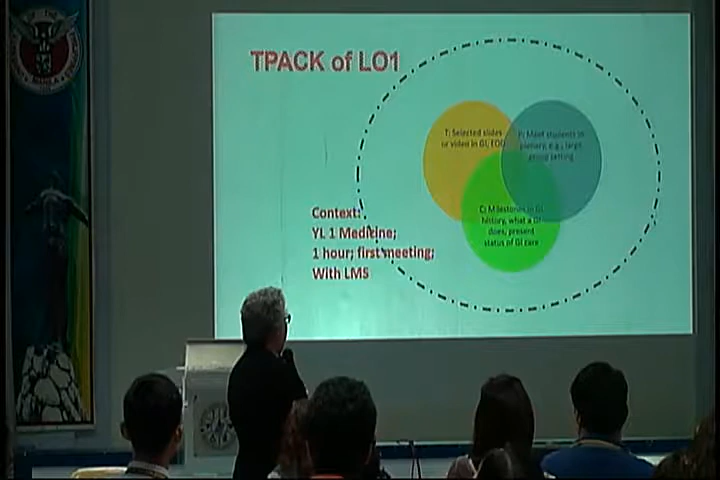 TPACK of LO1
T: Selected slides
or video in GI, EOD
P: Meet students in
plenary, e.g., large
group setting
C: Milestones in GI
history, what a GI
does, present
status of GI care
Context:
YL 1 Medicine;
1 hour; first meeting;
With LMS